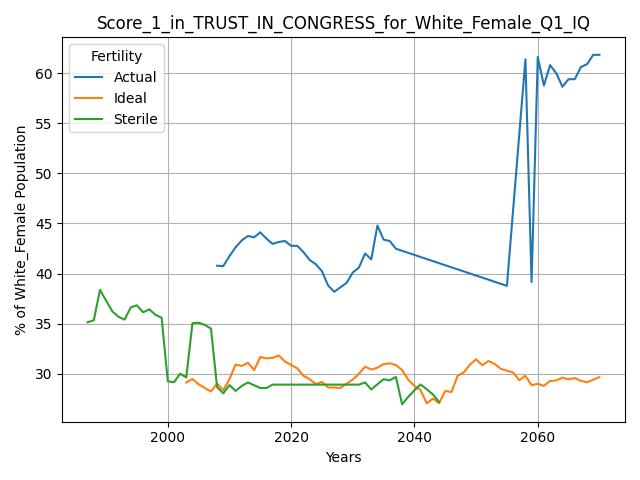 Score_1_in_TRUST_IN_CONGRESS_for_White_Female_Q1_IQ
Fertility
Actual
Ideal
Sterile
% of White_Female Population
60
55
50
45
40
35
30
2000
2020
2040
2060
Years